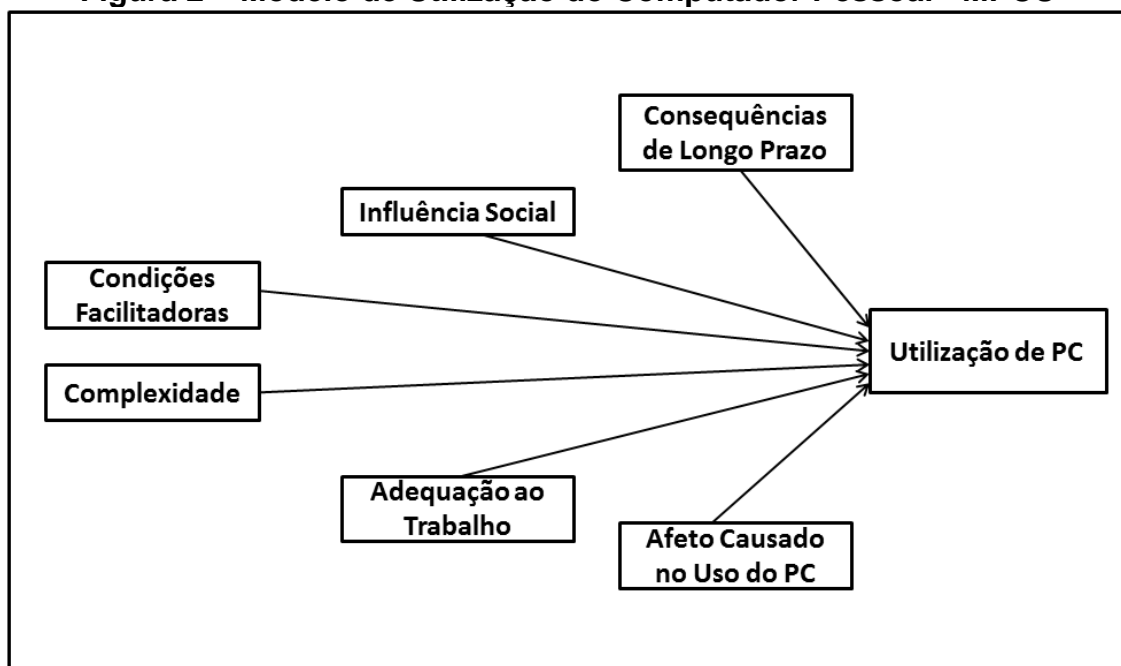 Consequências
de Longo Prazo
Influência Social
Condições
Facilitadoras
Utilização de PC
Complexidade
Adequação ao
Trabalho
Afeto Causado
no Uso do PC